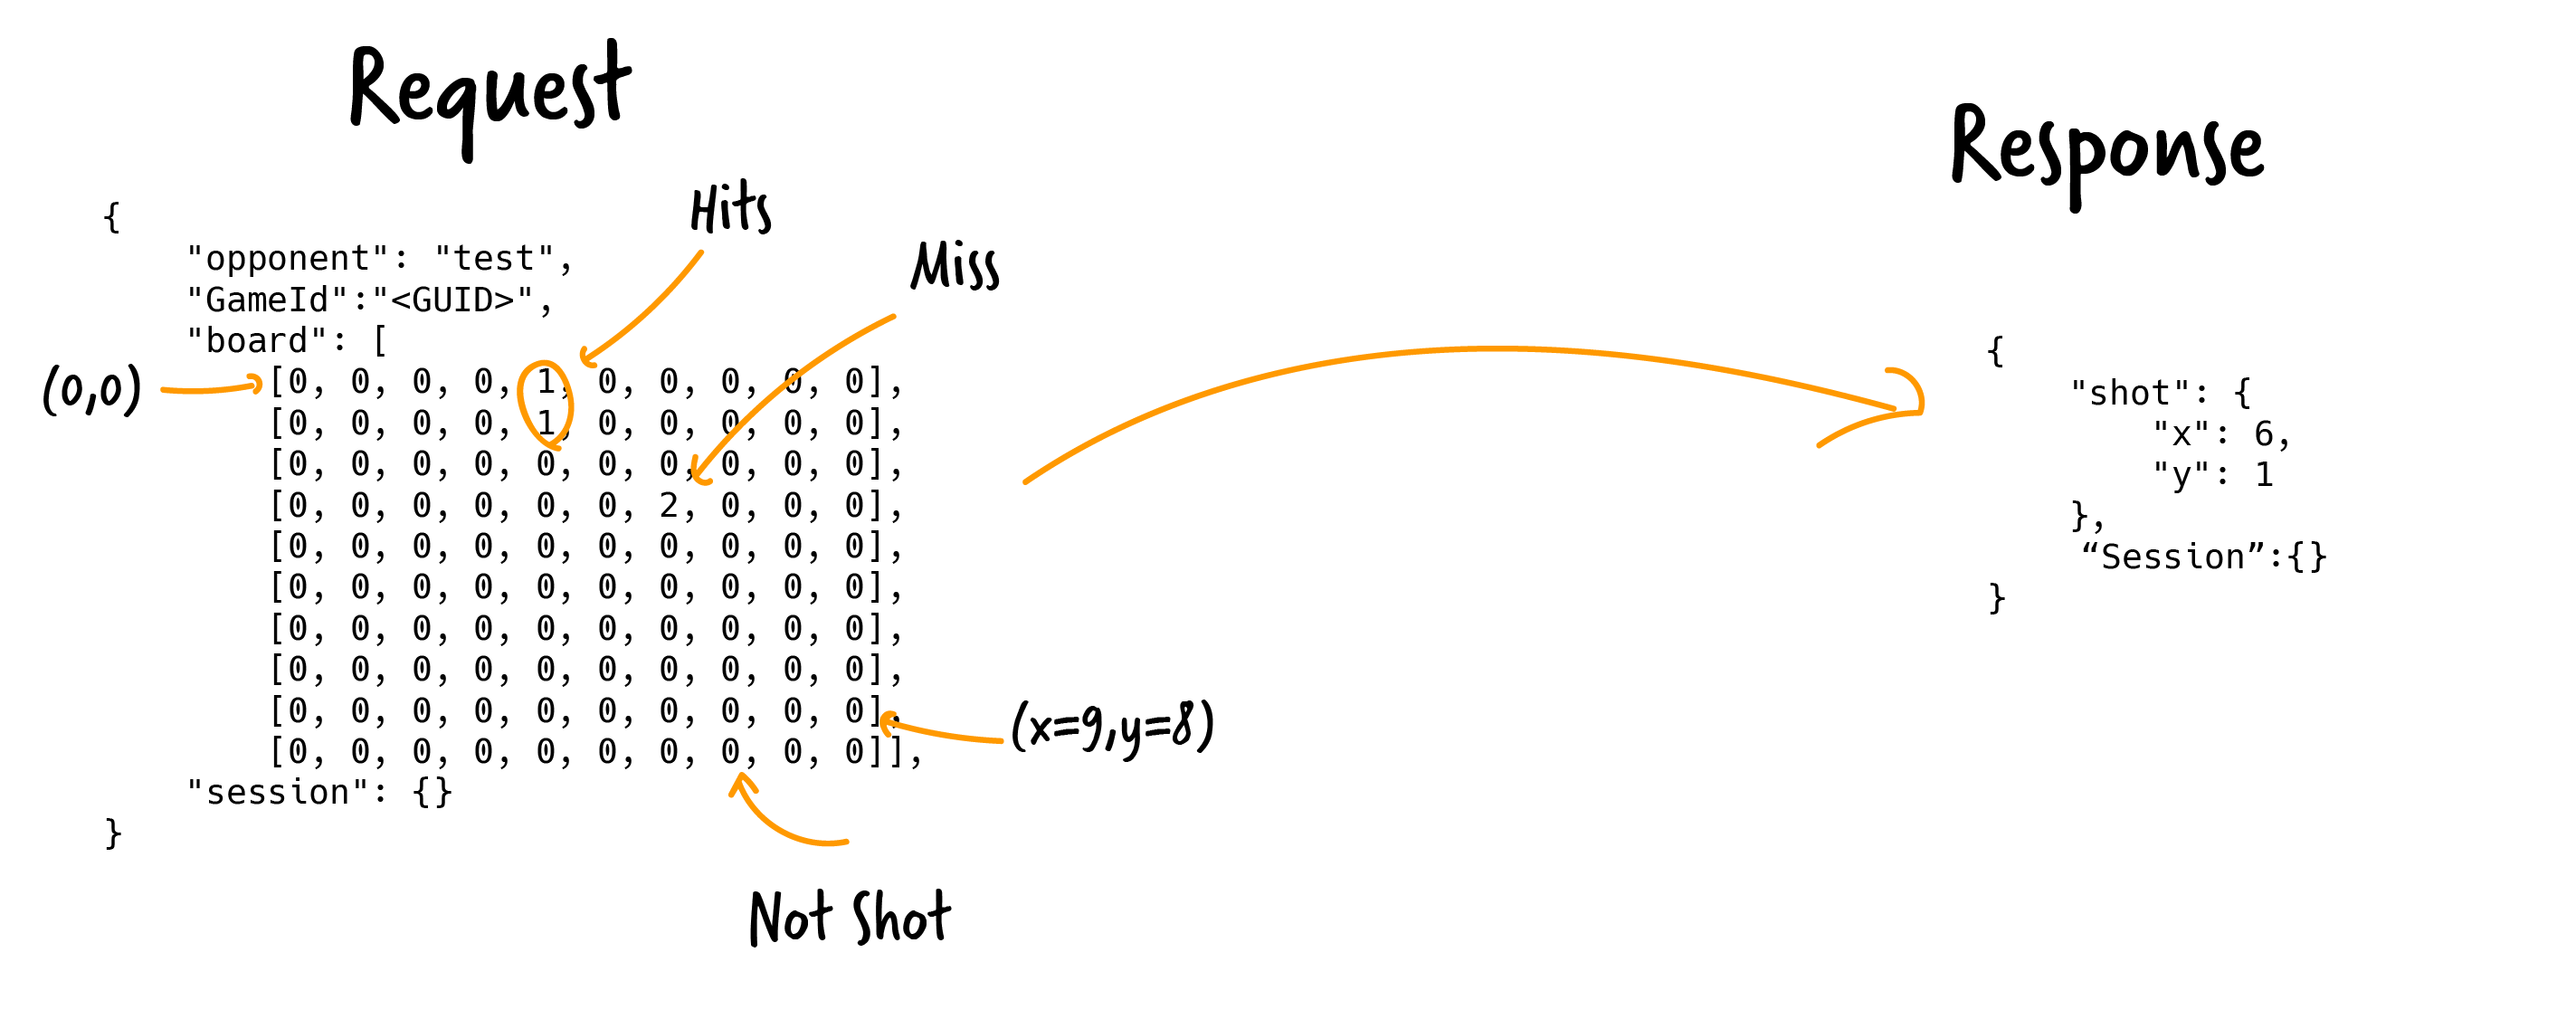 Request
Response
Hits
Miss
{
"opponent": "test",
"GameId":"<GUID>",
"board": [
(0,0)
[0, 0, 0, 0, 1, 0, 0, 0, 0, 0],
[0, 0, 0, 0, 1, 0, 0, 0, 0, 0],
[0, 0, 0, 0, 0, 0, 0, 0, 0, 0],
[0, 0, 0, 0, 0, 0, 2, 0, 0, 0],
[0, 0, 0, 0, 0, 0, 0, 0, 0, 0],
[0, 0, 0, 0, 0, 0, 0, 0, 0, 0],
[0, 0, 0, 0, 0, 0, 0, 0, 0, 0],
[0, 0, 0, 0, 0, 0, 0, 0, 0, 0],
[0, 0, 0, 0, 0, 0, 0, 0, 0, 0],
[0, 0, 0, 0, 0, 0, 0, 0, 0, 0]],
(x=9,y=8)
"session": {}
}
Not Shot
{
"shot": {
"x": 6,
"y": 1
},
“Session”:{}
}